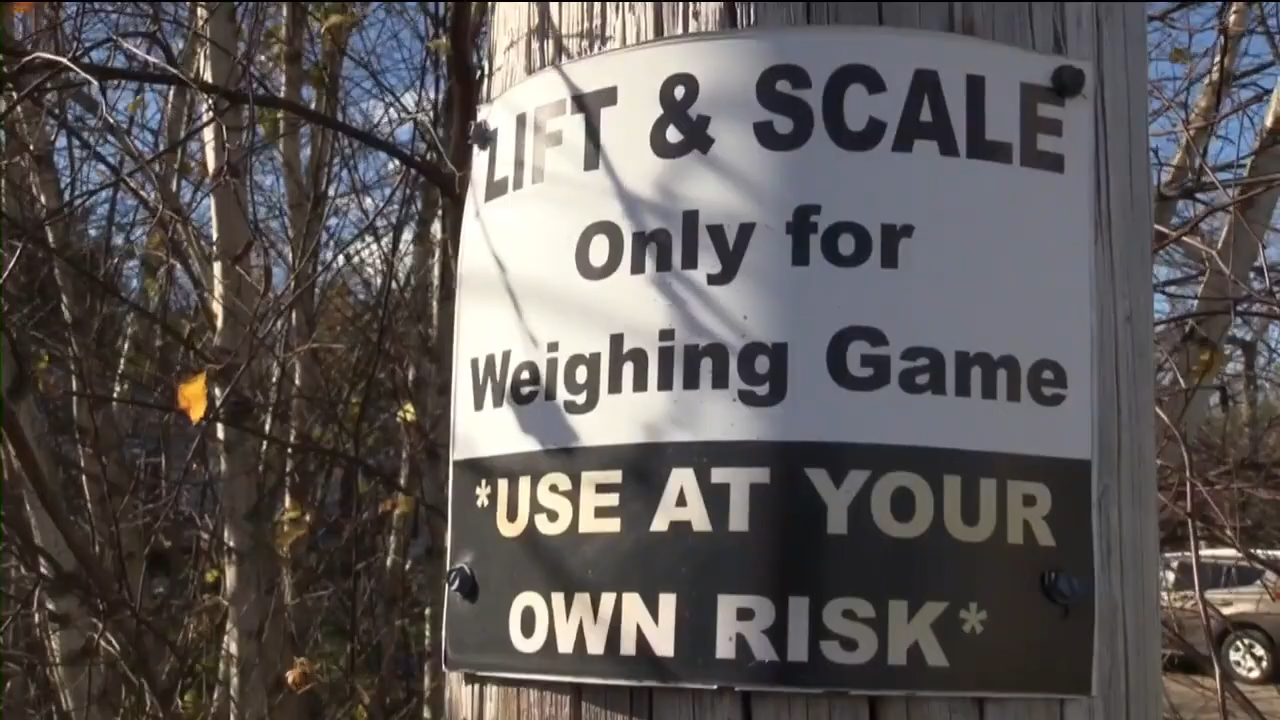 LIFT & SCALE
Only for
Weighing Game
*USE AT YOUR
OWN RISK*